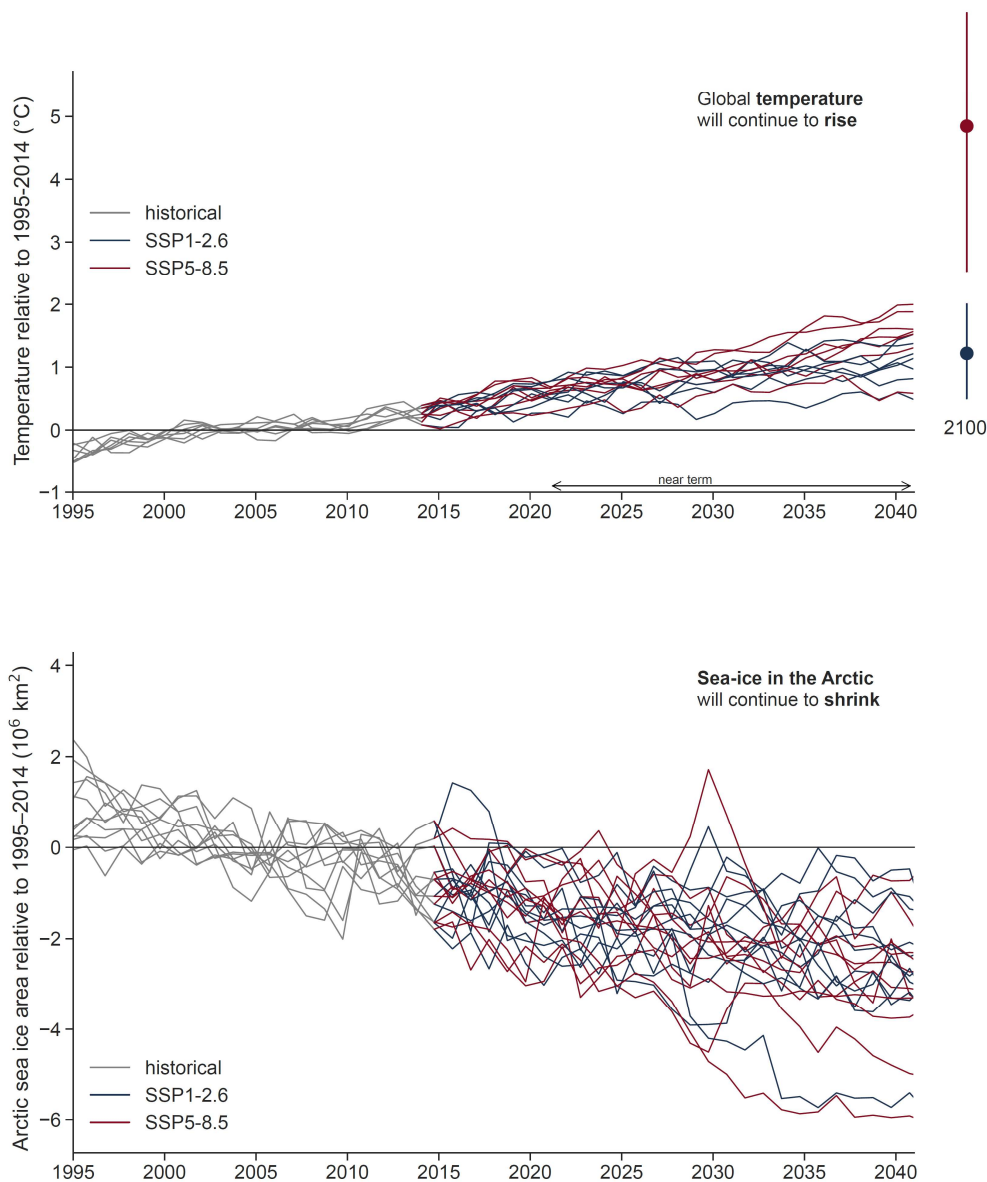 Temperature relative to 1995-2014 (°C)
5
4
3
2
1
0
−1
Global temperature
will continue to rise
historical
SSP1-2.6
SSP5-8.5
near term
1995 2000 2005 2010 2015 2020 2025 2030 2035 2040
2100
Arctic sea ice area relative to 1995–2014 (10⁶ km²)
4
2
0
−2
−4
−6
Sea-ice in the Arctic
will continue to shrink
historical
SSP1-2.6
SSP5-8.5
1995 2000 2005 2010 2015 2020 2025 2030 2035 2040